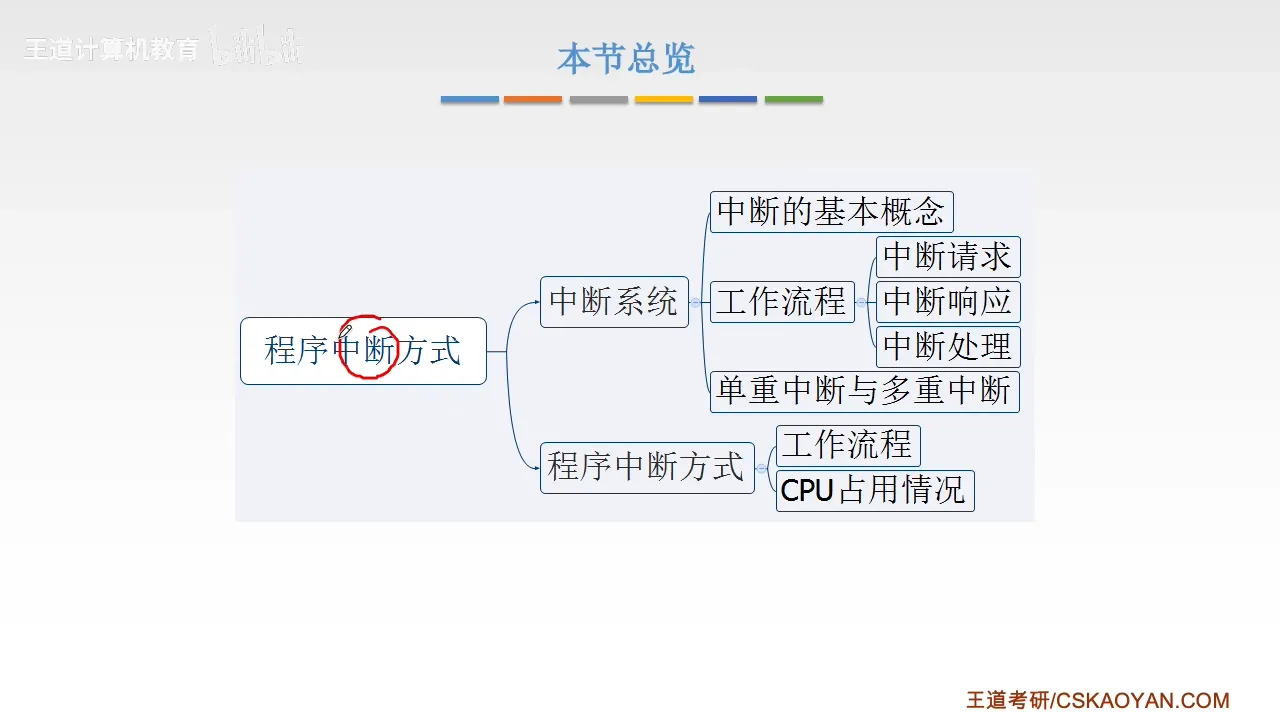 王道计算机教育 bilibili
本节总览
中断的基本概念
中断请求
中断系统
工作流程
中断响应
程序中断方式
中断处理
单重中断与多重中断
工作流程
程序中断方式
CPU占用情况
王道考研/CSKAOYAN.COM